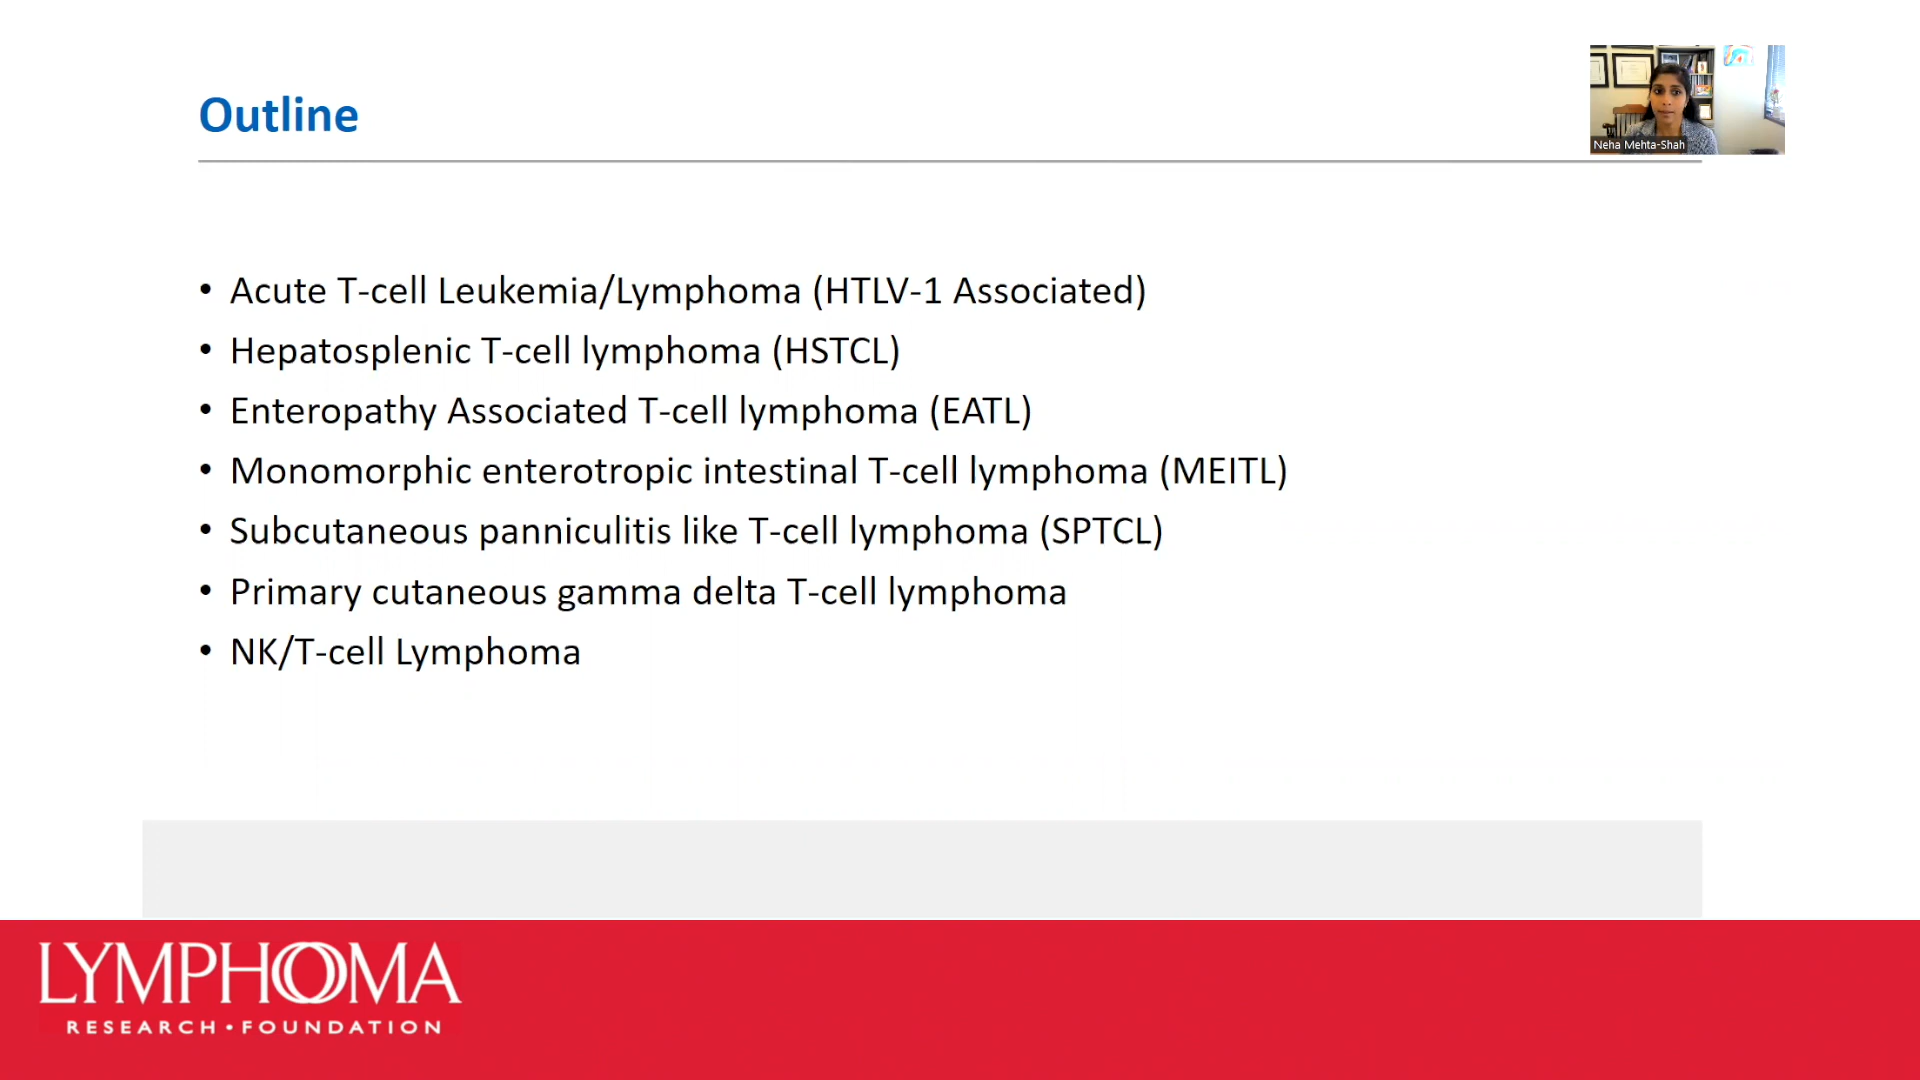 Outline
Neha Mehta-Shah
• Acute T-cell Leukemia/Lymphoma (HTLV-1 Associated)
• Hepatosplenic T-cell lymphoma (HSTCL)
• Enteropathy Associated T-cell lymphoma (EATL)
• Monomorphic enterotropic intestinal T-cell lymphoma (MEITL)
• Subcutaneous panniculitis like T-cell lymphoma (SPTCL)
• Primary cutaneous gamma delta T-cell lymphoma
• NK/T-cell Lymphoma
LYMPHOMA
RESEARCH • FOUNDATION